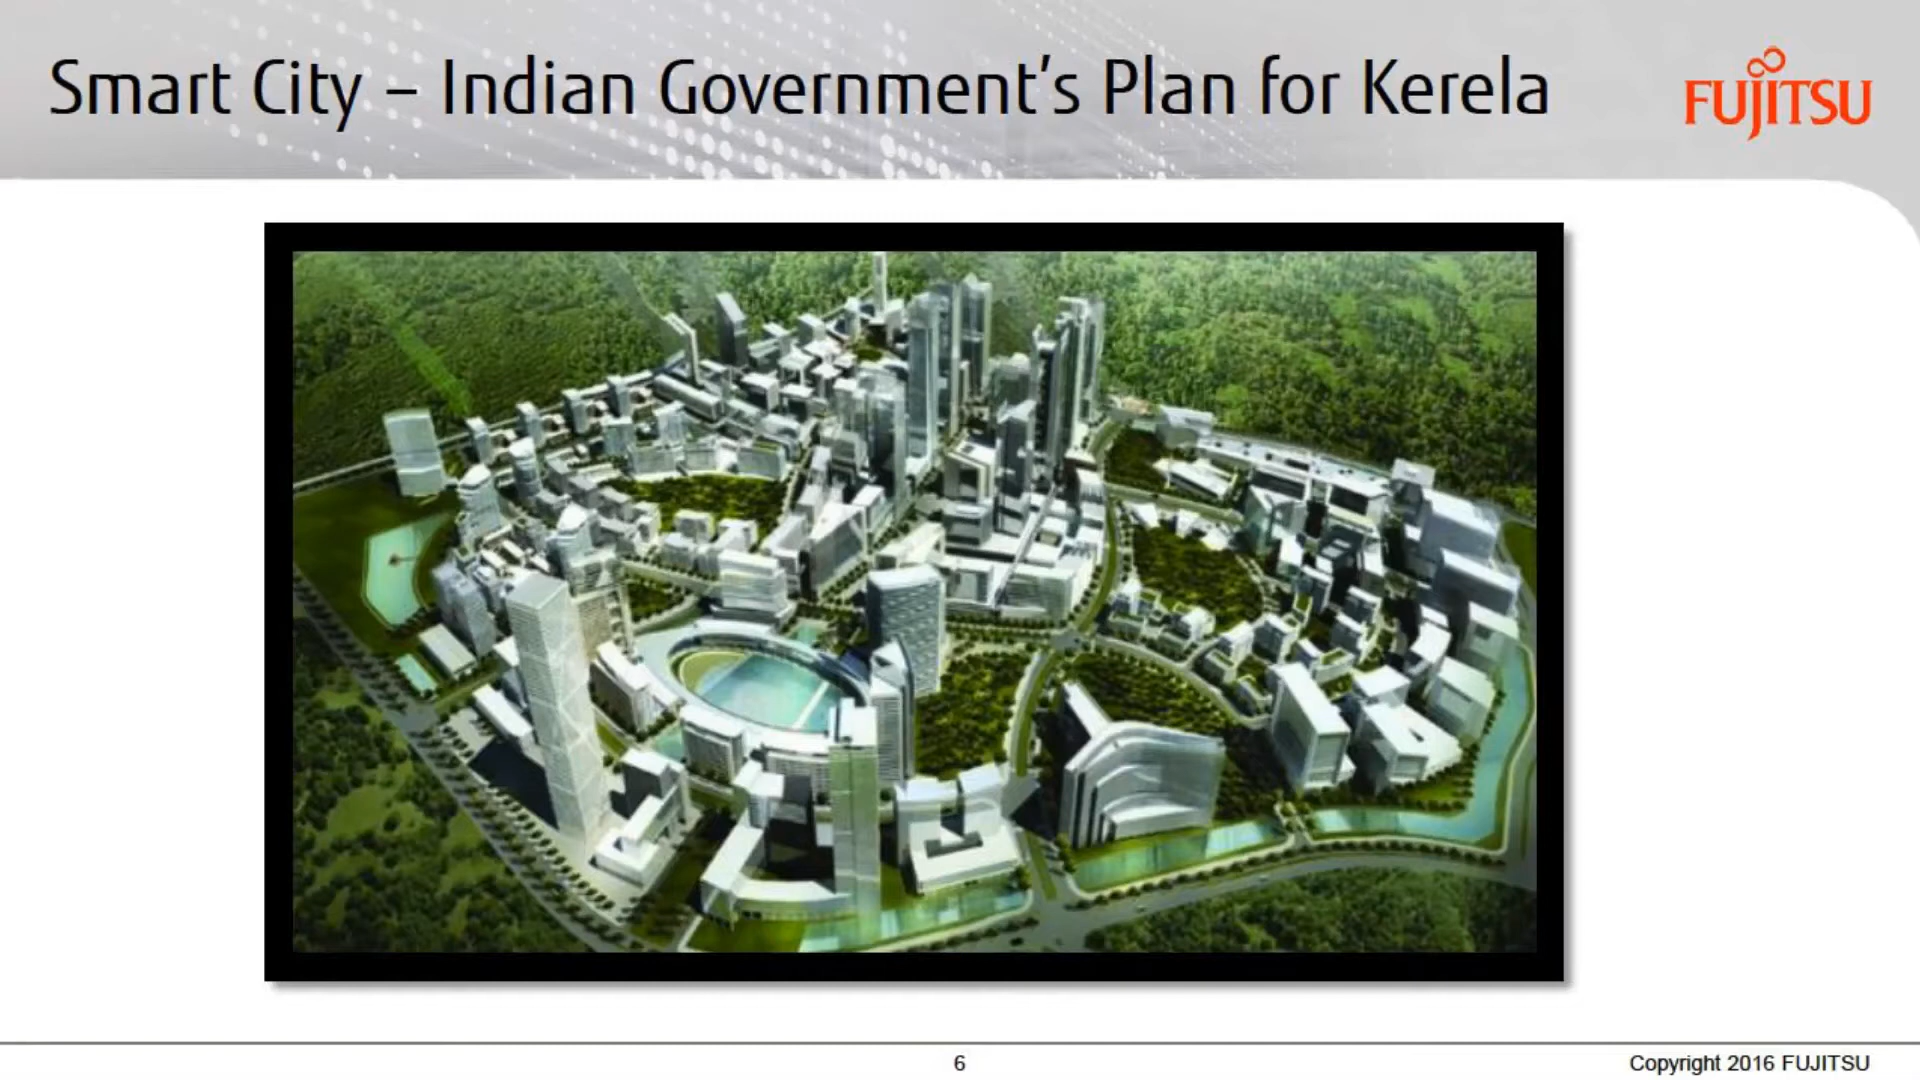 Smart City – Indian Government’s Plan for Kerela
FUJITSU
6
Copyright 2016 FUJITSU